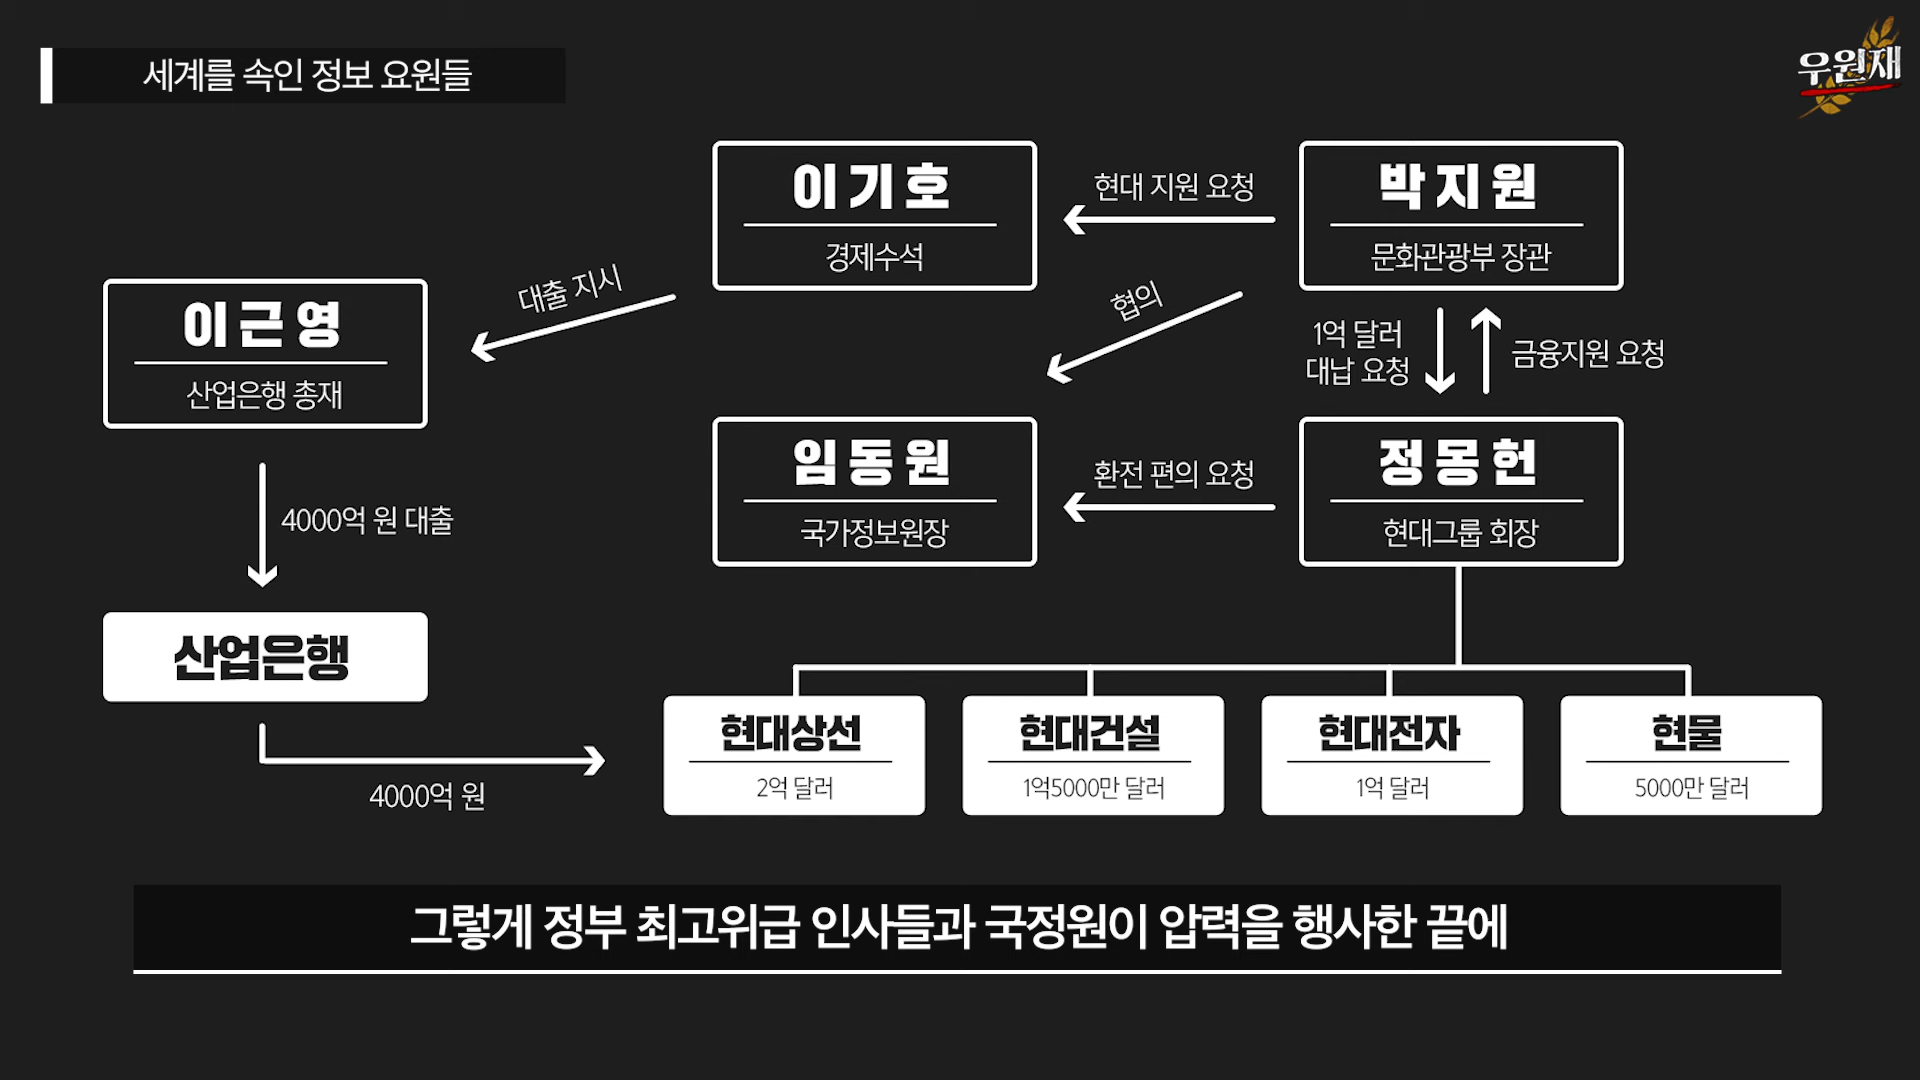 세계를 속인 정보 요원들
우원재
이기호
경제수석
현대 지원 요청
박지원
문화관광부 장관
대출 지시
협의
이근영
산업은행 총재
1억 달러
대납 요청
금융지원 요청
임동원
국가정보원장
환전 편의 요청
정몽헌
현대그룹 회장
4000억 원 대출
산업은행
4000억 원
현대상선
2억 달러
현대건설
1억5000만 달러
현대전자
1억 달러
현물
5000만 달러
그렇게 정부 최고위급 인사들과 국정원이 압력을 행사한 끝에